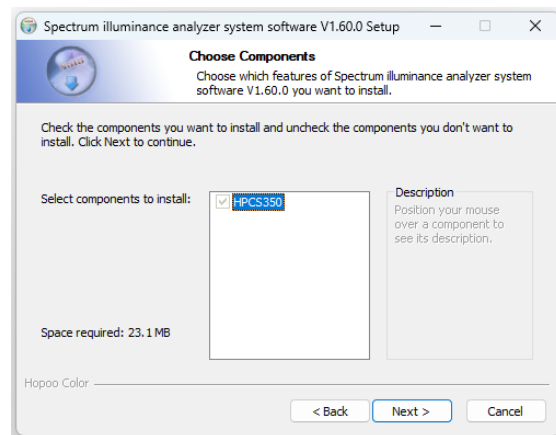 Spectrum illuminance analyzer system software V1.60.0 Setup
Choose Components
Choose which features of Spectrum illuminance analyzer system
software V1.60.0 you want to install.
Check the components you want to install and uncheck the components you don't want to
install. Click Next to continue.
Select components to install:
HPCS350
Description
Position your mouse
over a component to
see its description.
Space required: 23.1 MB
Hopoo Color
< Back
Next >
Cancel